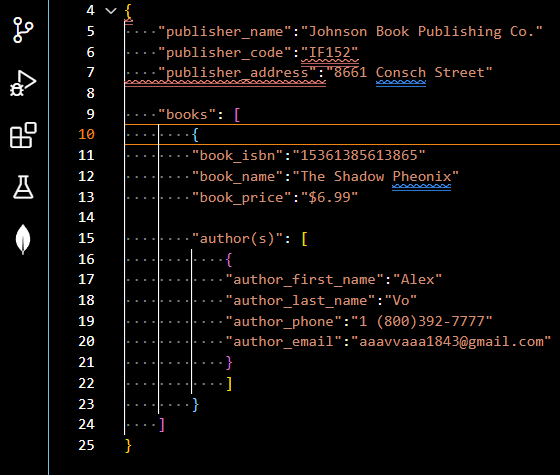 4 {
5 "publisher_name":"Johnson Book Publishing Co."
6 "publisher_code":"IF152"
7 "publisher_address":"8661 Consch Street"
8
9 "books": [
10 {
11 "book_isbn":"15361385613865"
12 "book_name":"The Shadow Pheonix"
13 "book_price":"$6.99"
14
15 "author(s)": [
16 {
17 "author_first_name":"Alex"
18 "author_last_name":"Vo"
19 "author_phone":"1 (800)392-7777"
20 "author_email":"aaavvaaa1843@gmail.com"
21 }
22 ]
23 }
24 ]
25 }